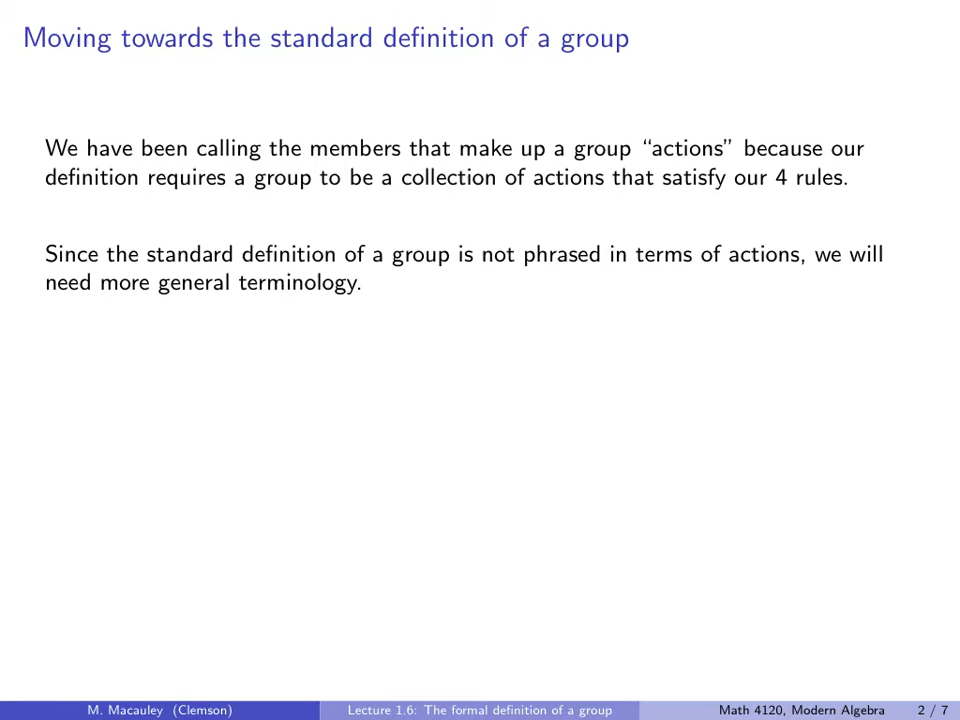 Moving towards the standard definition of a group
We have been calling the members that make up a group “actions” because our
definition requires a group to be a collection of actions that satisfy our 4 rules.
Since the standard definition of a group is not phrased in terms of actions, we will
need more general terminology.
M. Macauley (Clemson) Lecture 1.6: The formal definition of a group Math 4120, Modern Algebra 2 / 7